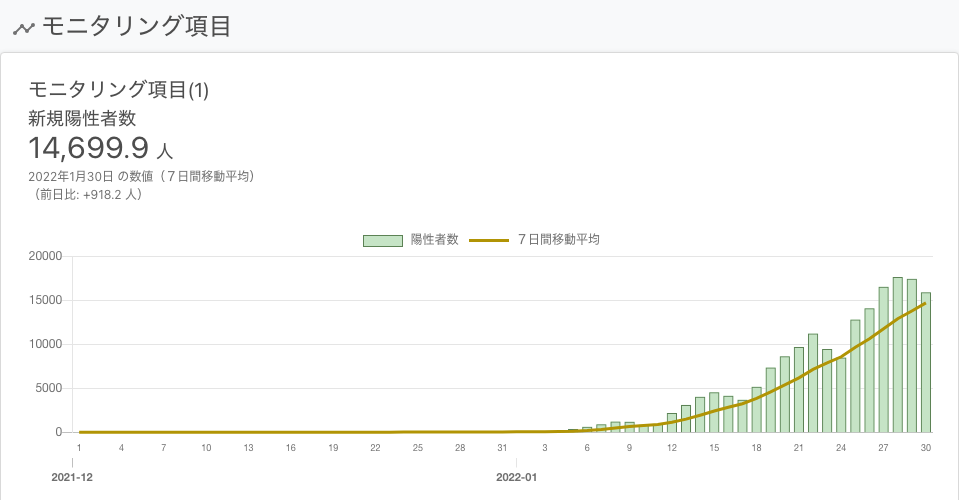 モニタリング項目
モニタリング項目(1)
新規陽性者数
14,699.9 人
2022年1月30日 の数値（７日間移動平均）
（前日比: +918.2 人）
陽性者数 ７日間移動平均
20000
15000
10000
5000
0
1 4 7 10 13 16 19 22 25 28 31 3 6 9 12 15 18 21 24 27 30
2021-12 2022-01